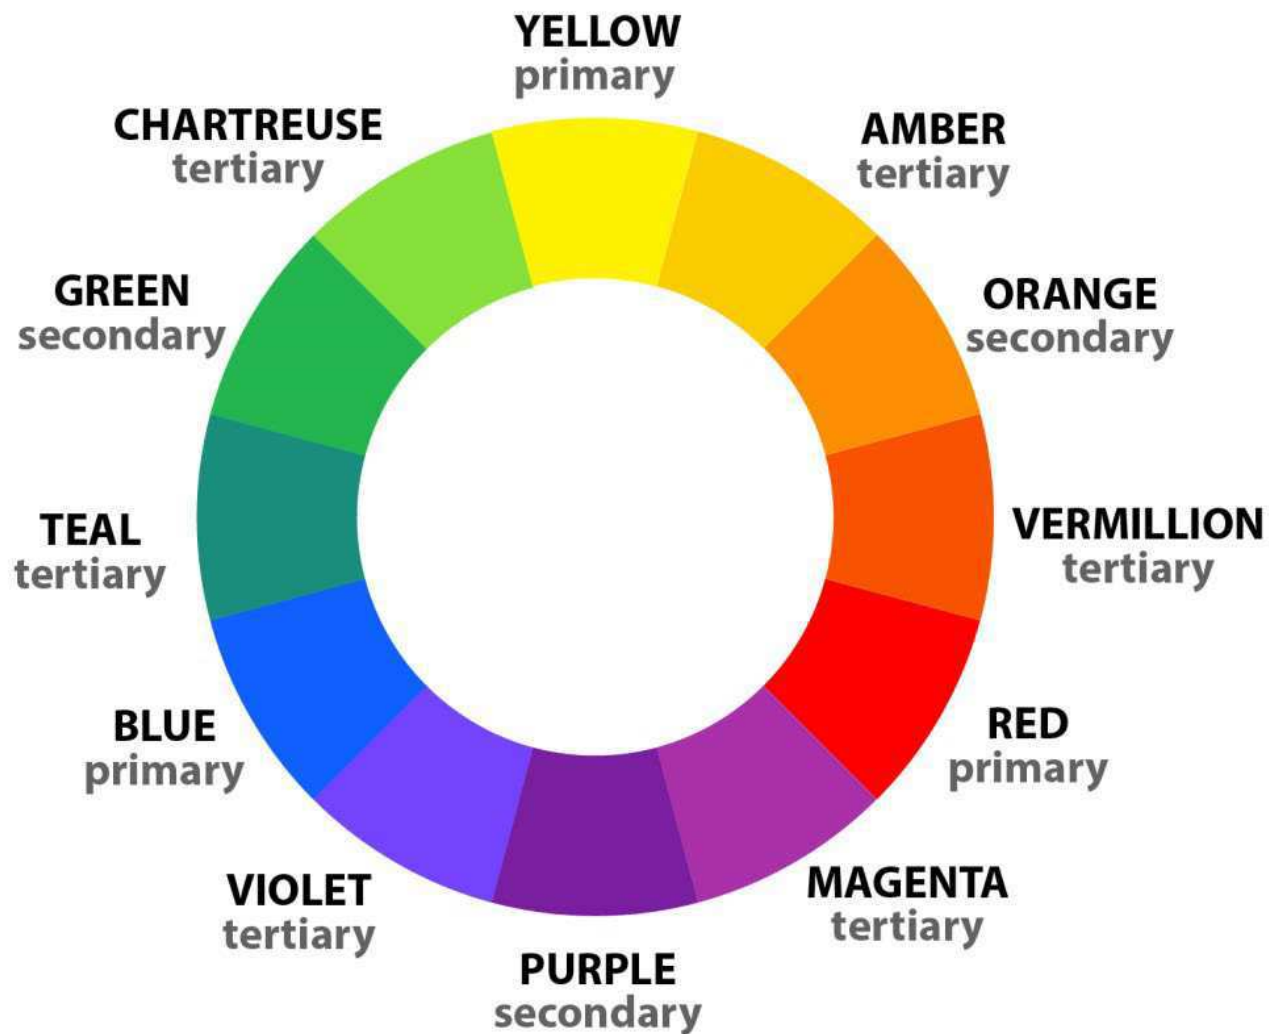 YELLOW
primary
AMBER
tertiary
ORANGE
secondary
VERMILLION
tertiary
RED
primary
MAGENTA
tertiary
PURPLE
secondary
VIOLET
tertiary
BLUE
primary
TEAL
tertiary
GREEN
secondary
CHARTREUSE
tertiary